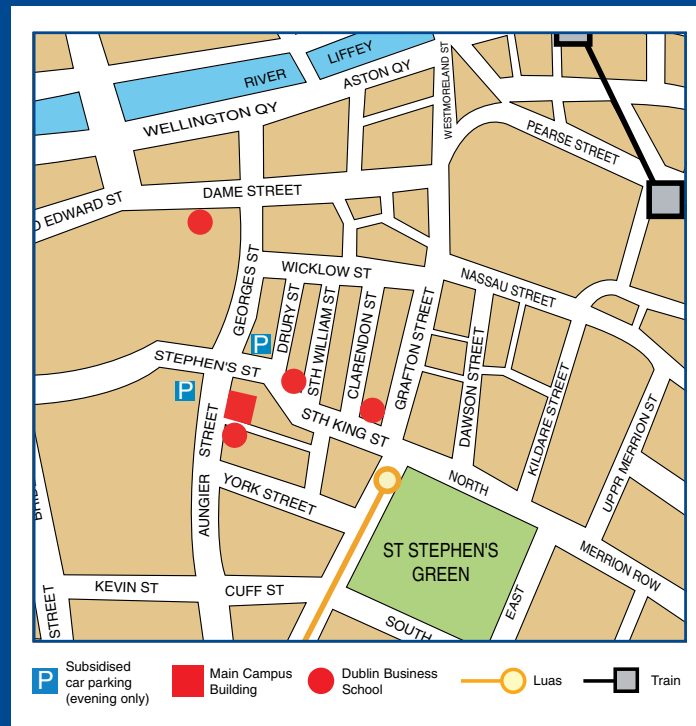 RIVER
LIFFEY
WELLINGTON QY
ASTON QY
WESTMORELAND ST
PEARSE STREET
DAME STREET
D EDWARD ST
GEORGES ST
WICKLOW ST
NASSAU STREET
DRURY ST
STH WILLIAM ST
CLARENDON ST
GRAFTON STREET
DAWSON STREET
KILDARE STREET
UPPR MERRION ST
P
STEPHEN'S ST
P
STH KING ST
AUNGIER STREET
YORK STREET
NORTH
MERRION ROW
ST STEPHEN'S
GREEN
EAST
SOUTH
KEVIN ST
CUFF ST
STREET
P
Subsidised
car parking
(evening only)
Main Campus
Building
Dublin Business
School
Luas
Train